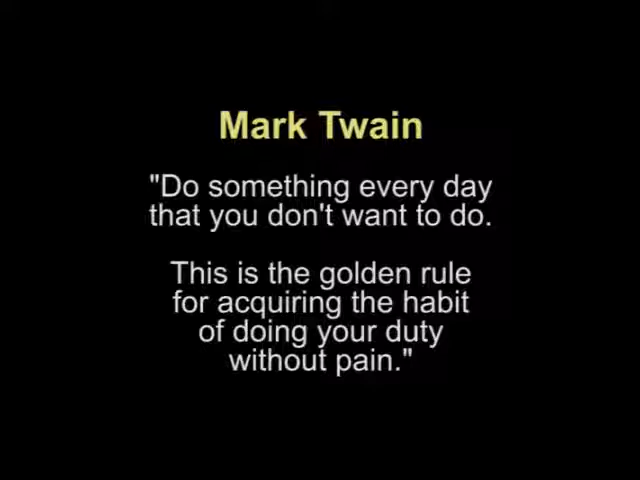 Mark Twain
"Do something every day
that you don't want to do.
This is the golden rule
for acquiring the habit
of doing your duty
without pain."